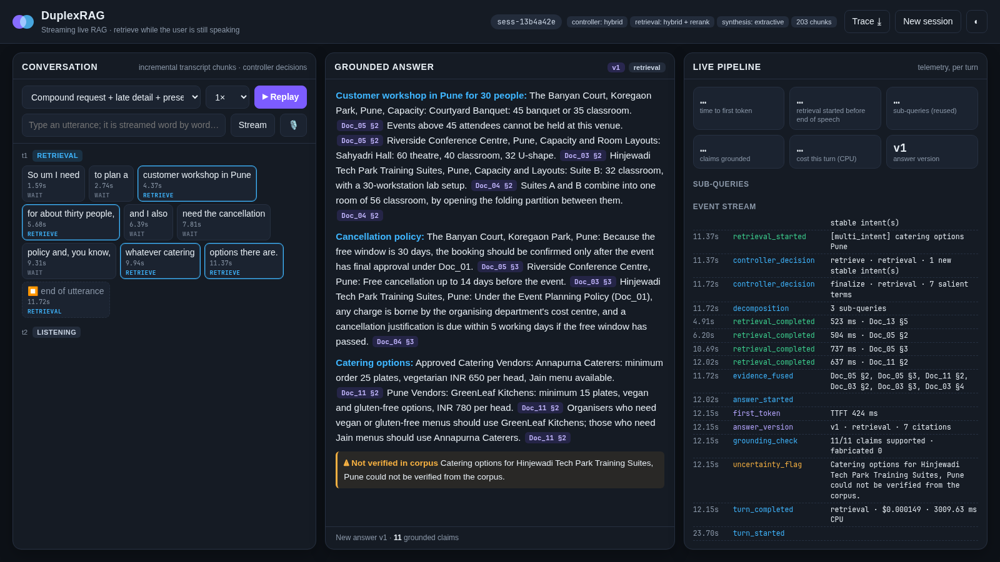 DuplexRAG
Streaming live RAG · retrieve while the user is still speaking
sess-13b4a42e
controller: hybrid
retrieval: hybrid + rerank
synthesis: extractive
203 chunks
Trace ⤓
New session
CONVERSATION
incremental transcript chunks · controller decisions
Compound request + late detail + prese
1×
▶ Replay
Type an utterance; it is streamed word by word…
Stream
t1 RETRIEVAL
So um I need
1.59s
WAIT
to plan a
2.74s
WAIT
customer workshop in Pune
4.37s
RETRIEVE
for about thirty people,
5.68s
RETRIEVE
and I also
6.39s
WAIT
need the cancellation
7.81s
WAIT
policy and, you know,
9.31s
WAIT
whatever catering
9.94s
RETRIEVE
options there are.
11.37s
RETRIEVE
end of utterance
11.72s
RETRIEVAL
t2 LISTENING
GROUNDED ANSWER
v1
retrieval
Customer workshop in Pune for 30 people: The Banyan Court, Koregaon
Park, Pune, Capacity: Courtyard Banquet: 45 banquet or 35 classroom.
Doc_05 §2 Events above 45 attendees cannot be held at this venue.
Doc_05 §2 Riverside Conference Centre, Pune, Capacity and Room Layouts:
Sahyadri Hall: 60 theatre, 40 classroom, 32 U-shape. Doc_03 §2 Hinjewadi
Tech Park Training Suites, Pune, Capacity and Layouts: Suite B: 32 classroom,
with a 30-workstation lab setup. Doc_04 §2 Suites A and B combine into one
room of 56 classroom, by opening the folding partition between them.
Doc_04 §2
Cancellation policy: The Banyan Court, Koregaon Park, Pune: Because the
free window is 30 days, the booking should be confirmed only after the event
has final approval under Doc_01. Doc_05 §3 Riverside Conference Centre,
Pune: Free cancellation up to 14 days before the event. Doc_03 §3 Hinjewadi
Tech Park Training Suites, Pune: Under the Event Planning Policy (Doc_01),
any charge is borne by the organising department's cost centre, and a
cancellation justification is due within 5 working days if the free window has
passed. Doc_04 §3
Catering options: Approved Catering Vendors: Annapurna Caterers: minimum
order 25 plates, vegetarian INR 650 per head, Jain menu available.
Doc_11 §2 Pune Vendors: GreenLeaf Kitchens: minimum 15 plates, vegan
and gluten-free options, INR 780 per head. Doc_11 §2 Organisers who need
vegan or gluten-free menus should use GreenLeaf Kitchens; those who need
Jain menus should use Annapurna Caterers. Doc_11 §2
⚠ Not verified in corpus Catering options for Hinjewadi Tech Park Training Suites,
Pune could not be verified from the corpus.
New answer v1 · 11 grounded claims
LIVE PIPELINE
telemetry, per turn
…
time to first token
…
retrieval started before
end of speech
…
sub-queries (reused)
…
claims grounded
…
cost this turn (CPU)
v1
answer version
SUB-QUERIES
EVENT STREAM
stable intent(s)
11.37s retrieval_started [multi_intent] catering options
Pune
11.37s controller_decision retrieve · retrieval · 1 new
stable intent(s)
11.72s controller_decision finalize · retrieval · 7 salient
terms
11.72s decomposition 3 sub-queries
4.91s retrieval_completed 523 ms · Doc_13 §5
6.20s retrieval_completed 504 ms · Doc_05 §2
10.69s retrieval_completed 737 ms · Doc_05 §3
12.02s retrieval_completed 637 ms · Doc_11 §2
11.72s evidence_fused Doc_05 §2, Doc_05 §3, Doc_11 §2,
Doc_03 §2, Doc_03 §3, Doc_04 §3
12.02s answer_started
12.15s first_token TTFT 424 ms
12.15s answer_version v1 · retrieval · 7 citations
12.15s grounding_check 11/11 claims supported ·
fabricated 0
12.15s uncertainty_flag Catering options for Hinjewadi
Tech Park Training Suites, Pune
could not be verified from the
corpus.
12.15s turn_completed retrieval · $0.000149 · 3009.63 ms
CPU
23.70s turn_started